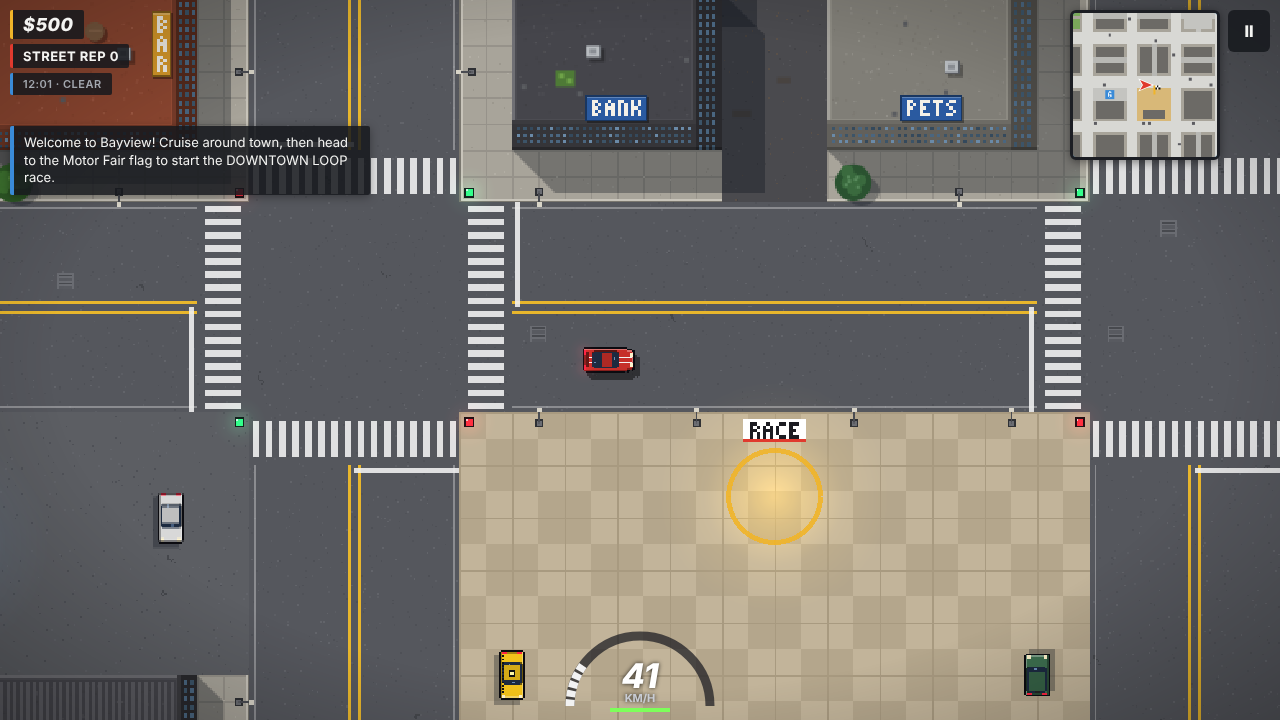 $500
STREET REP 0
12:01 · CLEAR
BAR
Welcome to Bayview! Cruise around town, then head
to the Motor Fair flag to start the DOWNTOWN LOOP
race.
BANK
PETS
RACE
41
KM/H